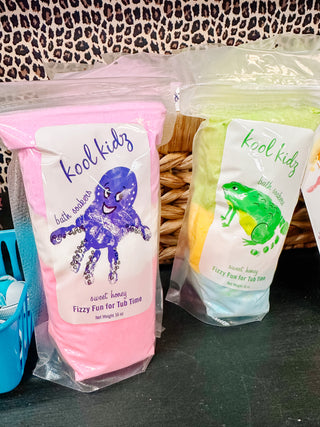 kool kidz
bath soakers
sweet honey
Fizzy Fun for Tub Time
Net Weight 16 oz
kool kidz
bath soakers
sweet honey
Fizzy Fun for Tub Time